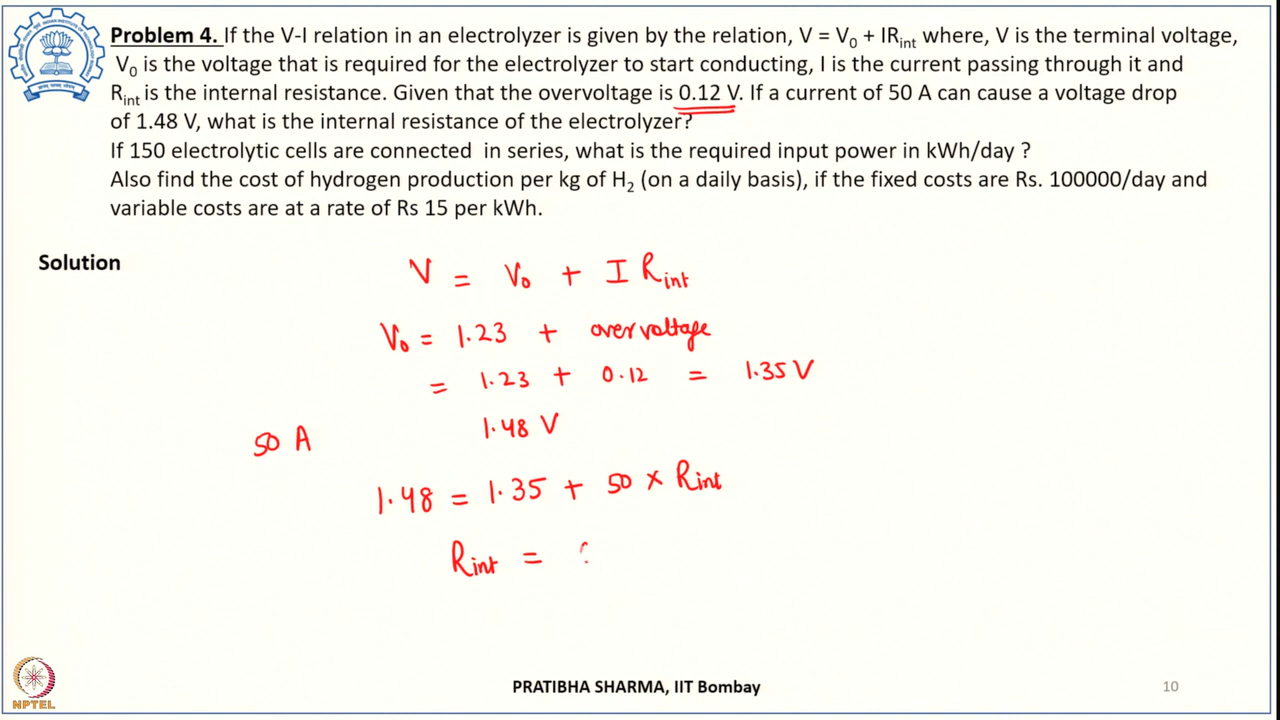 Problem 4. If the V-I relation in an electrolyzer is given by the relation, V = V₀ + IRint where, V is the terminal voltage,
V₀ is the voltage that is required for the electrolyzer to start conducting, I is the current passing through it and
Rint is the internal resistance. Given that the overvoltage is 0.12 V. If a current of 50 A can cause a voltage drop
of 1.48 V, what is the internal resistance of the electrolyzer?
If 150 electrolytic cells are connected in series, what is the required input power in kWh/day ?
Also find the cost of hydrogen production per kg of H₂ (on a daily basis), if the fixed costs are Rs. 100000/day and
variable costs are at a rate of Rs 15 per kWh.
Solution
V = V₀ + I Rint
V₀ = 1.23 + overvoltage
= 1.23 + 0.12 = 1.35 V
1.48 V
50 A
1.48 = 1.35 + 50 × Rint
Rint =
NPTEL
PRATIBHA SHARMA, IIT Bombay
10